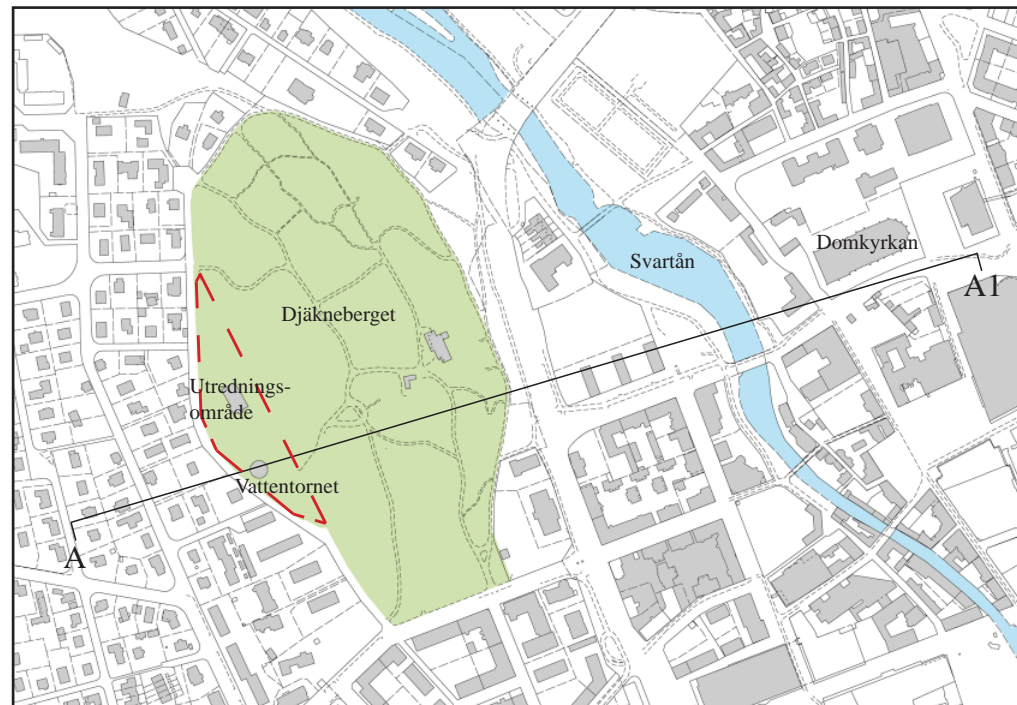 Domkyrkan
Svartån
A1
Djäkneberget
Utrednings-
område
Vattentornet
A